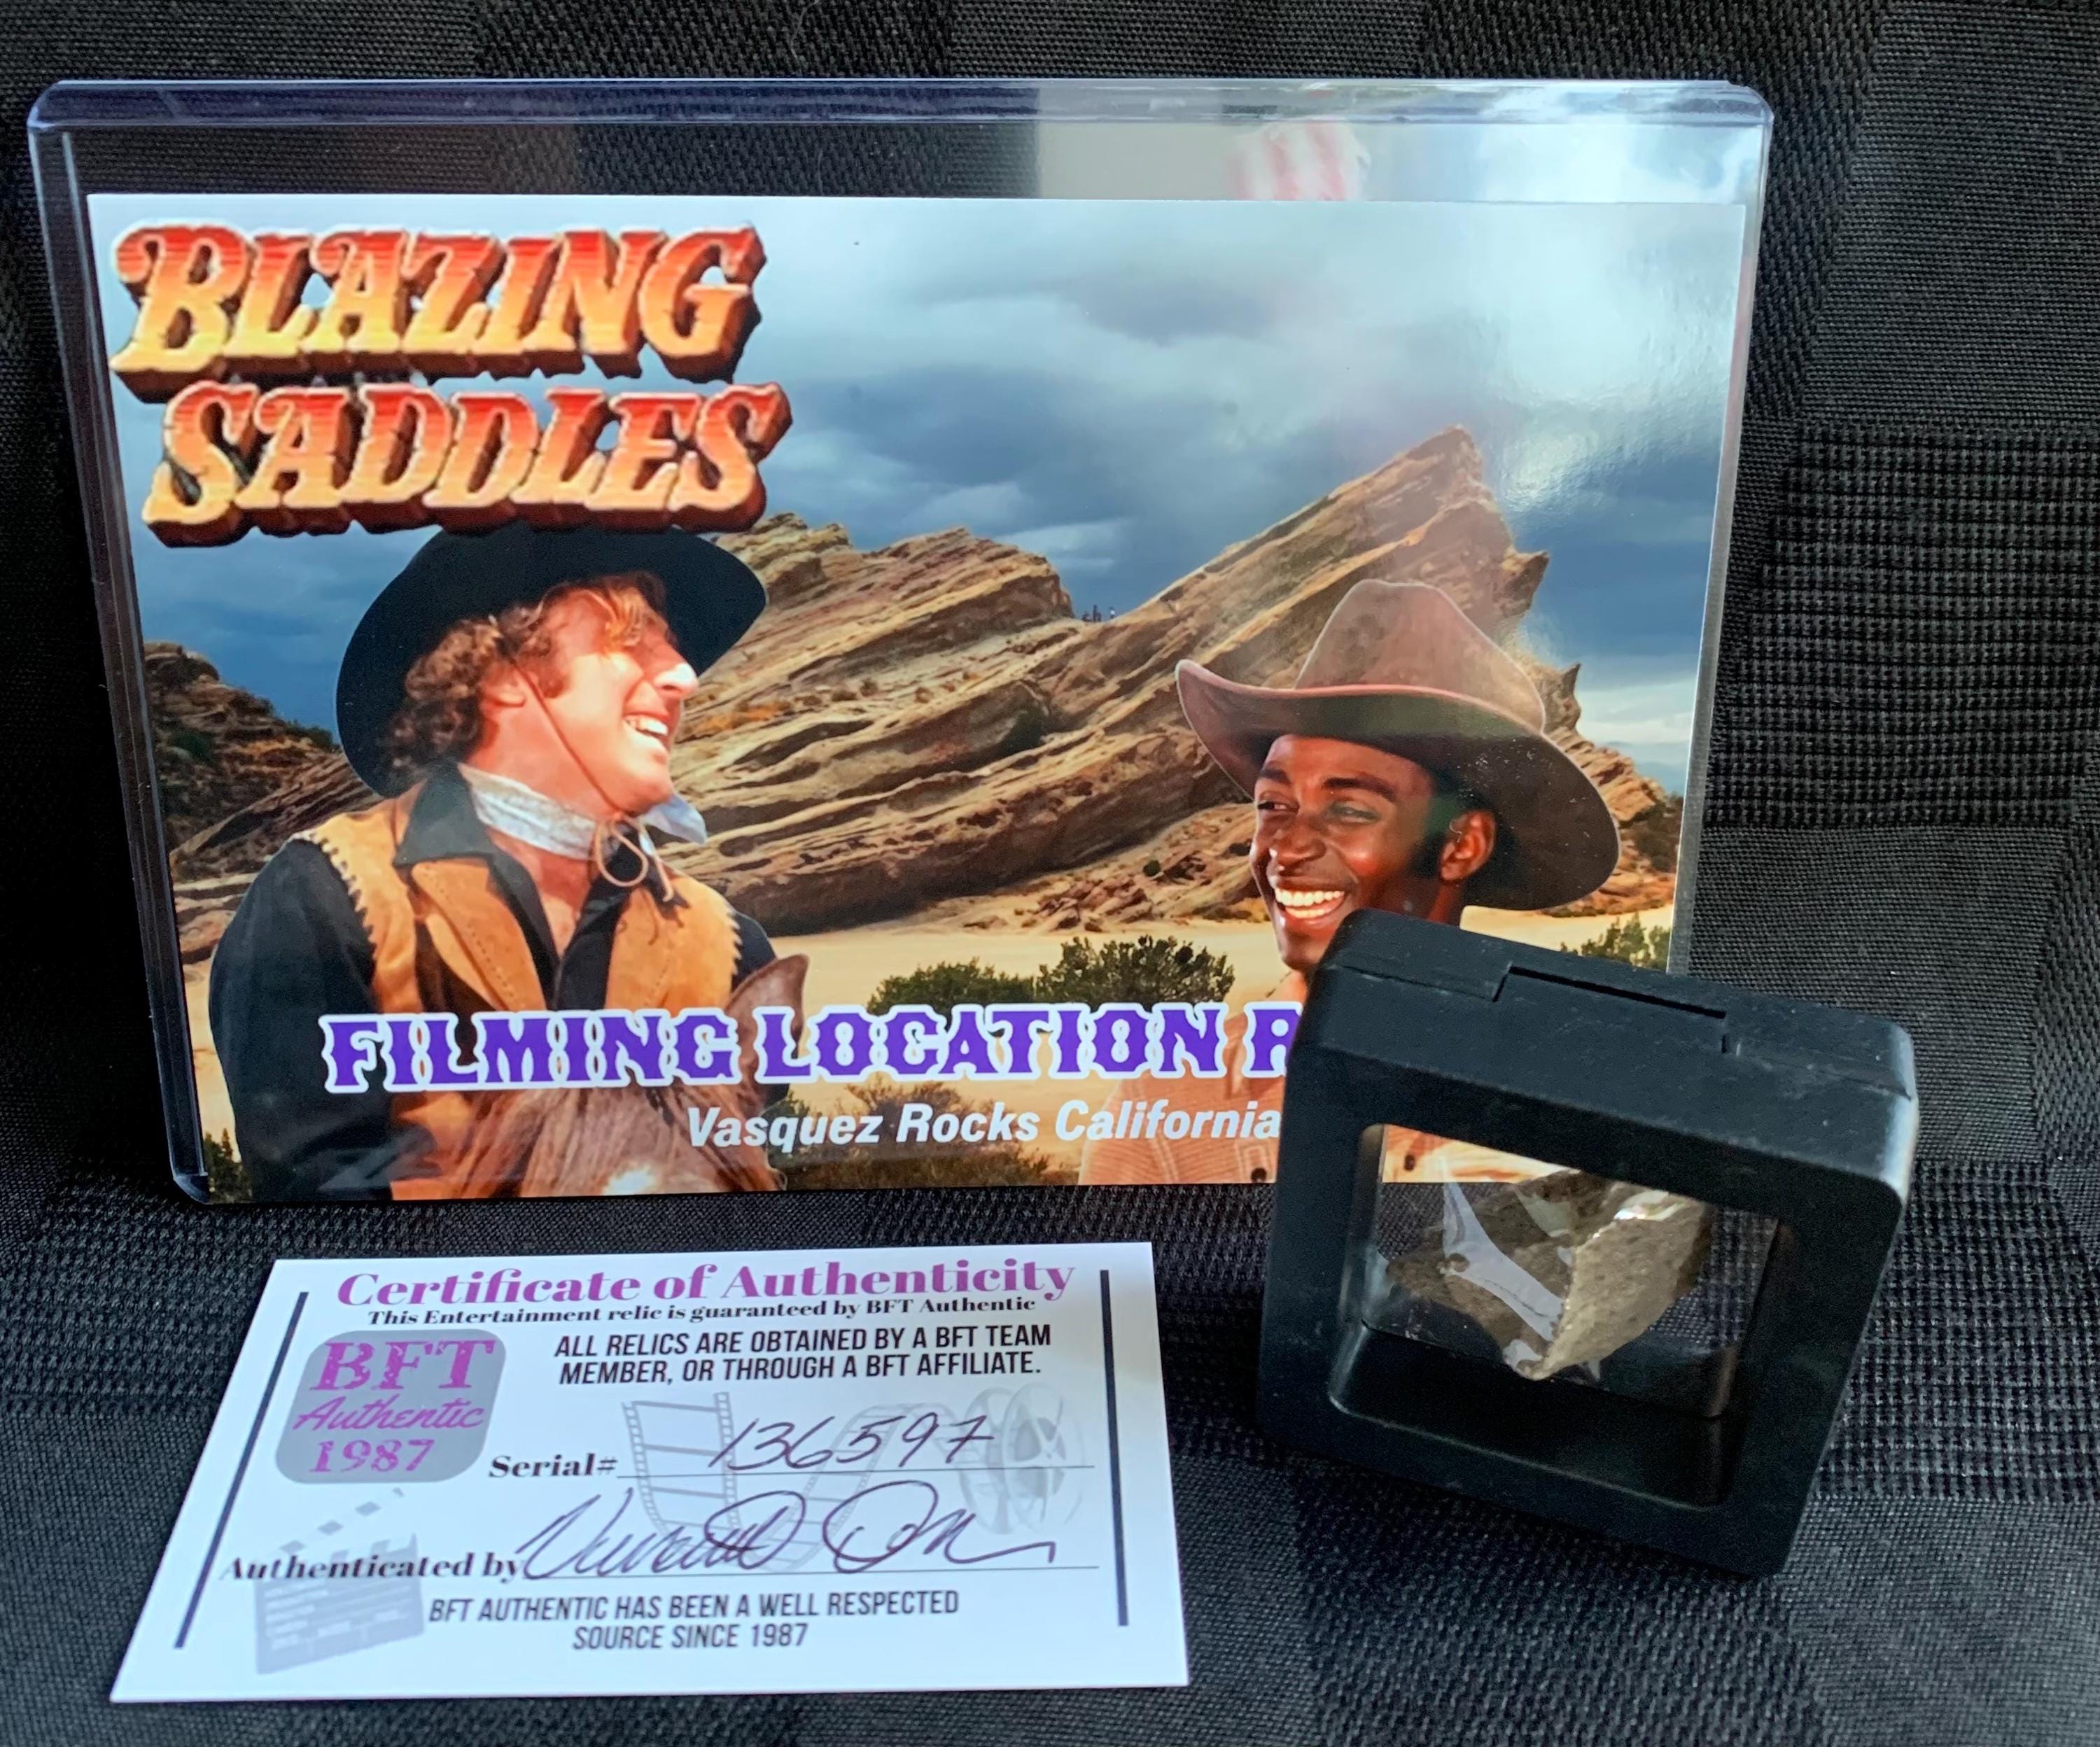 BLAZING
SADDLES
FILMING LOCATION R
Vasquez Rocks California
Certificate of Authenticity
This Entertainment relic is guaranteed by BFT Authentic
BFT
Authentic
1987
ALL RELICS ARE OBTAINED BY A BFT TEAM
MEMBER, OR THROUGH A BFT AFFILIATE.
Serial# 136597
Authenticated by
BFT AUTHENTIC HAS BEEN A WELL RESPECTED
SOURCE SINCE 1987